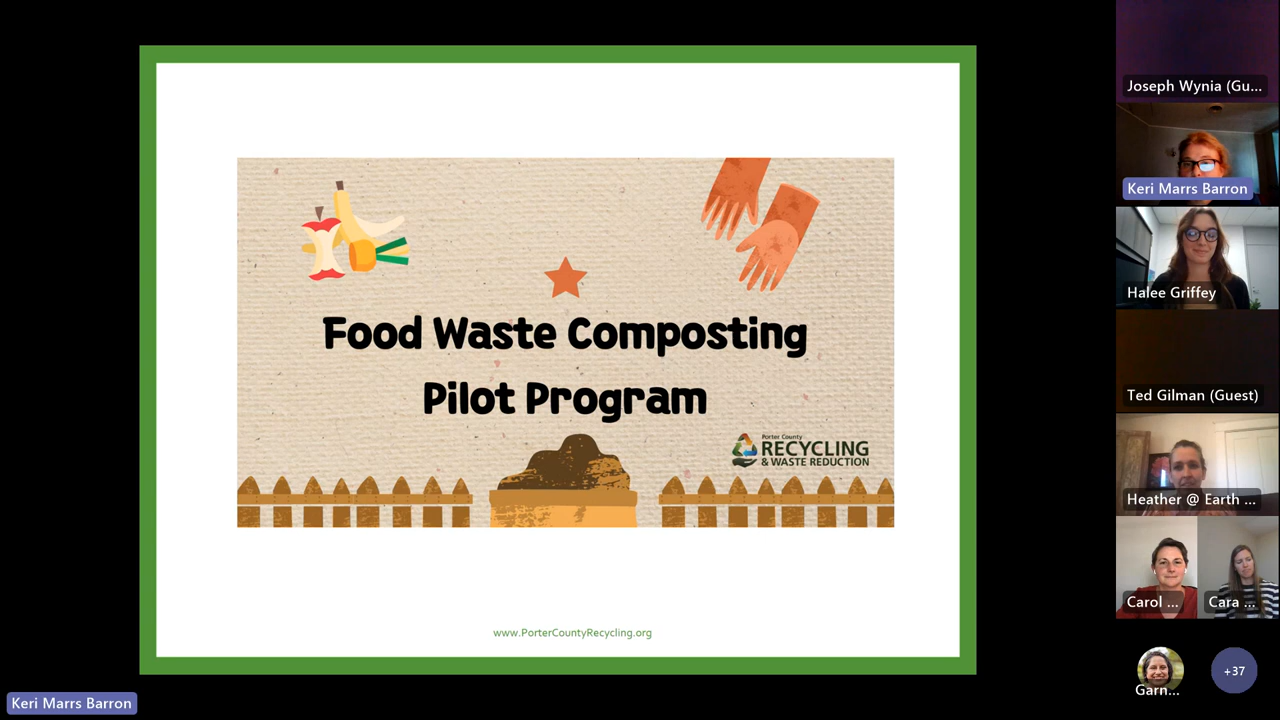 Food Waste Composting
Pilot Program
Porter County
RECYCLING
& WASTE REDUCTION
www.PorterCountyRecycling.org
Keri Marrs Barron
Joseph Wynia (Gu...
Keri Marrs Barron
Halee Griffey
Ted Gilman (Guest)
Heather @ Earth ...
Carol ...
Cara ...
Garn...
+37